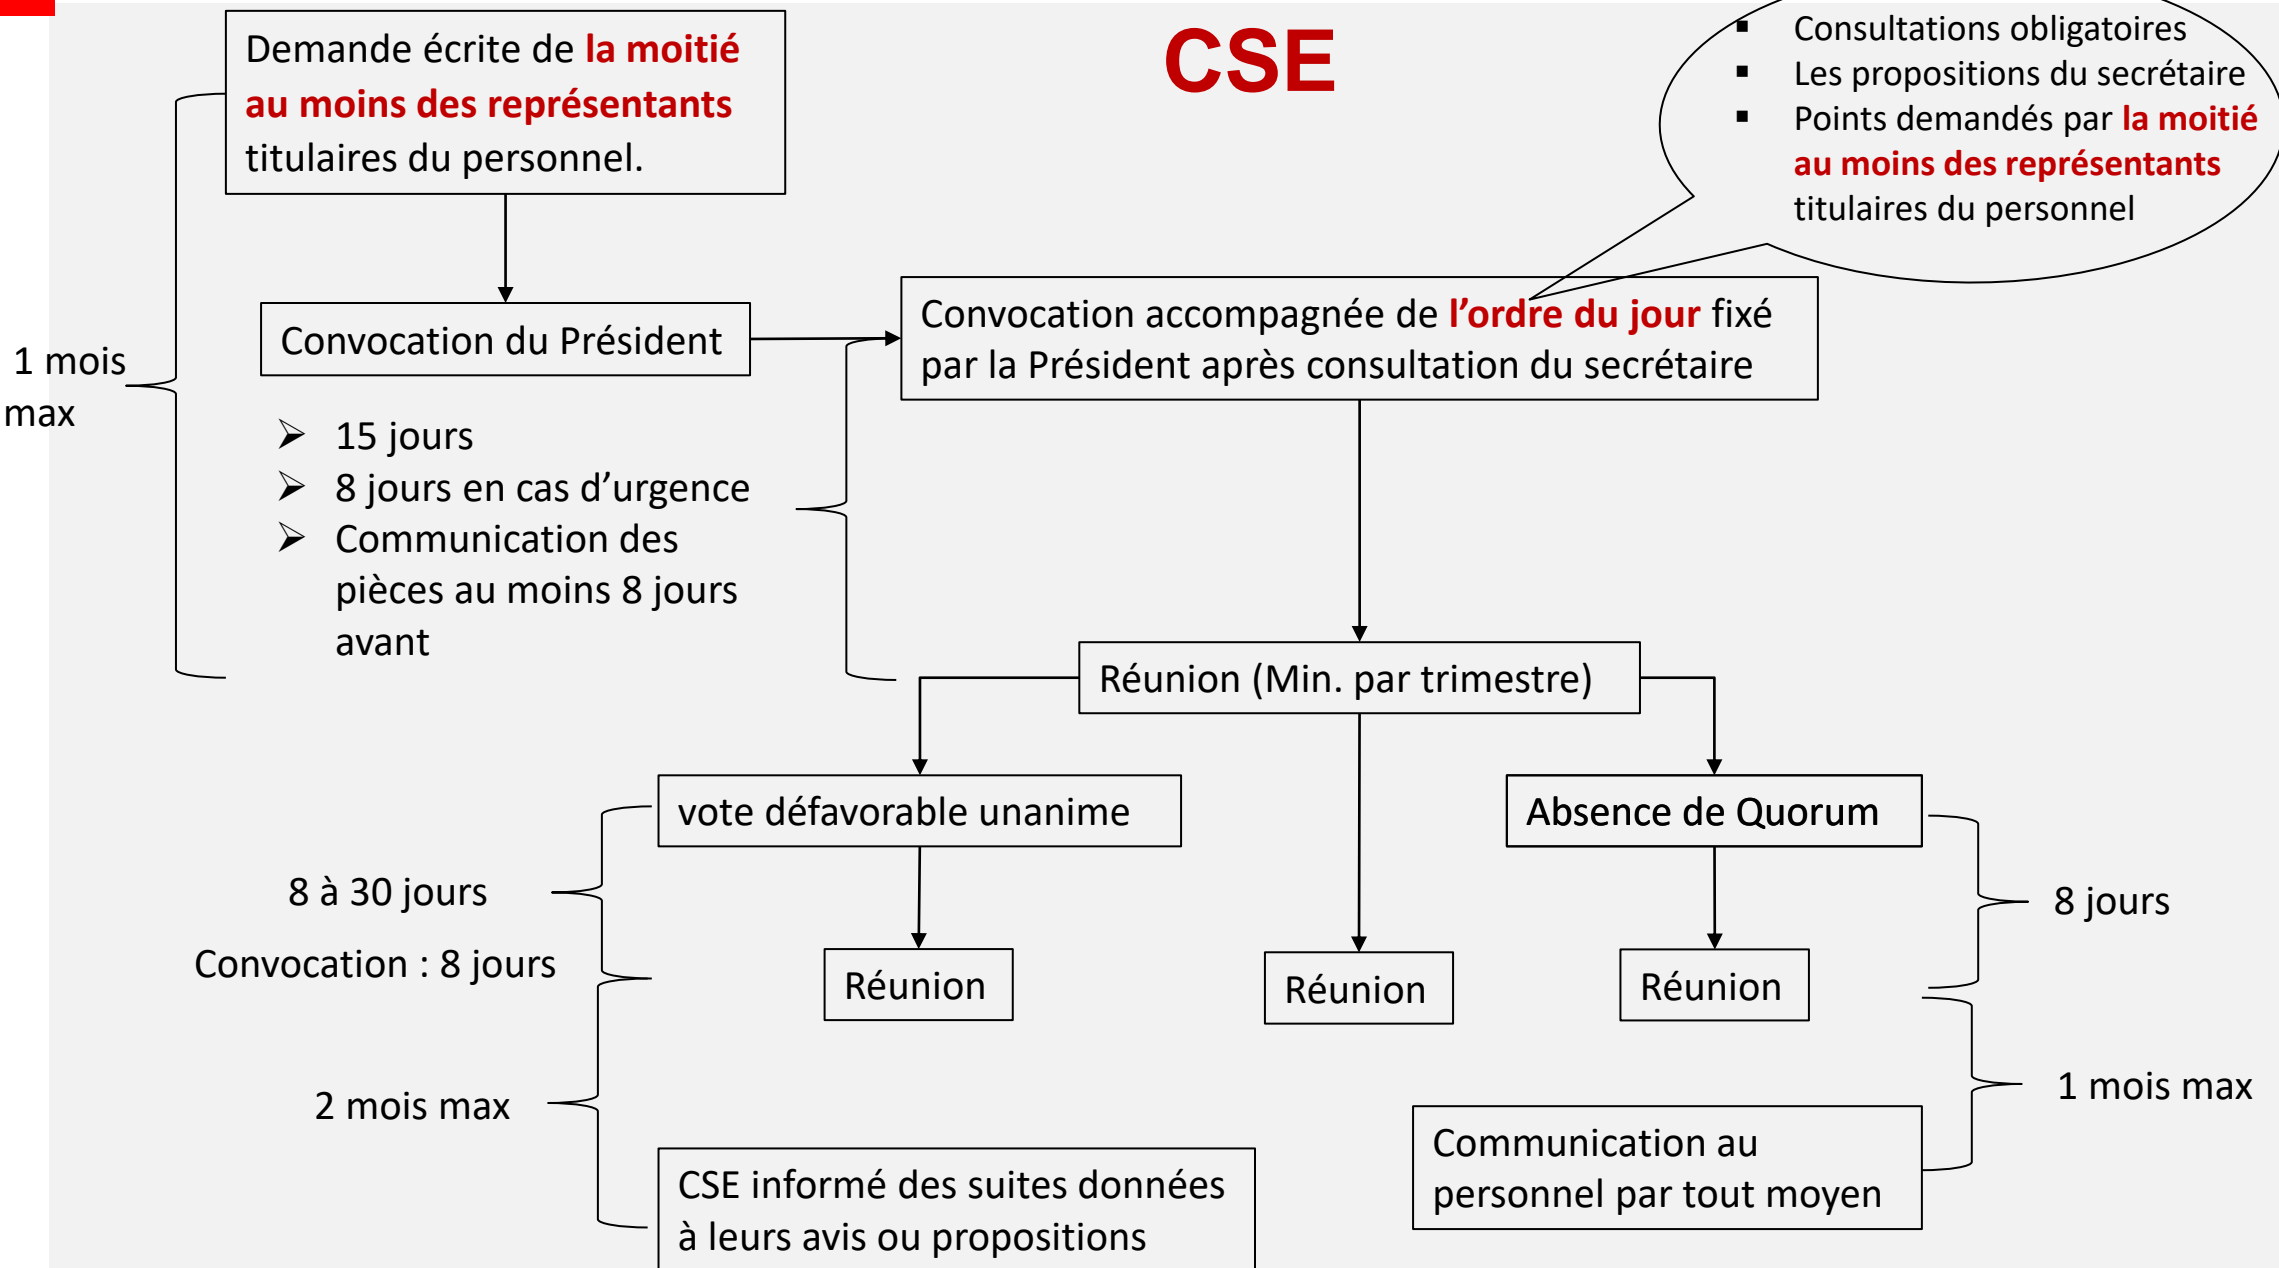 CSE
Demande écrite de la moitié
au moins des représentants
titulaires du personnel.
▪ Consultations obligatoires
▪ Les propositions du secrétaire
▪ Points demandés par la moitié
au moins des représentants
titulaires du personnel
Convocation du Président
Convocation accompagnée de l’ordre du jour fixé
par la Président après consultation du secrétaire
1 mois
max
➢ 15 jours
➢ 8 jours en cas d’urgence
➢ Communication des
pièces au moins 8 jours
avant
Réunion (Min. par trimestre)
vote défavorable unanime
Absence de Quorum
8 à 30 jours
Convocation : 8 jours
8 jours
Réunion
Réunion
Réunion
2 mois max
1 mois max
CSE informé des suites données
à leurs avis ou propositions
Communication au
personnel par tout moyen